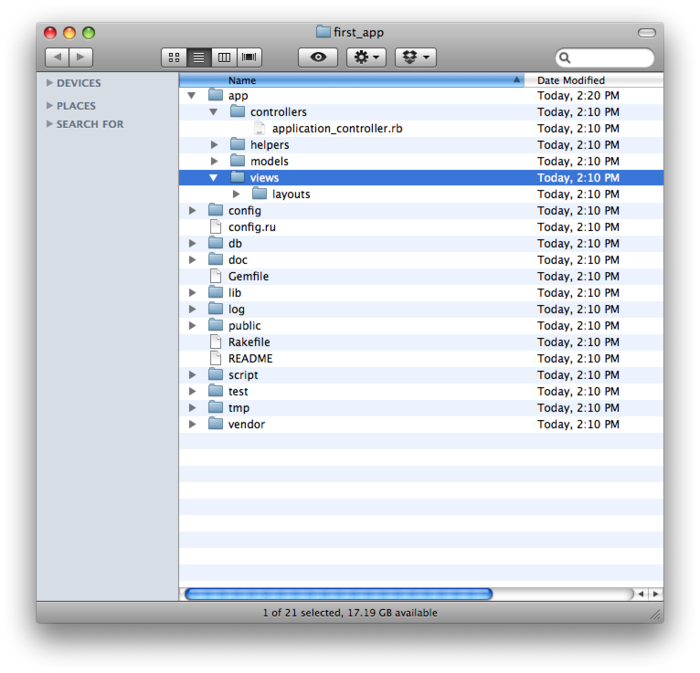 first_app
DEVICES
PLACES
SEARCH FOR
Name Date Modified
app Today, 2:20 PM
controllers Today, 2:10 PM
application_controller.rb Today, 2:10 PM
helpers Today, 2:10 PM
models Today, 2:10 PM
views Today, 2:10 PM
layouts Today, 2:10 PM
config Today, 2:10 PM
config.ru Today, 2:10 PM
db Today, 2:10 PM
doc Today, 2:10 PM
Gemfile Today, 2:10 PM
lib Today, 2:10 PM
log Today, 2:10 PM
public Today, 2:10 PM
Rakefile Today, 2:10 PM
README Today, 2:10 PM
script Today, 2:10 PM
test Today, 2:10 PM
tmp Today, 2:10 PM
vendor Today, 2:10 PM
1 of 21 selected, 17.19 GB available